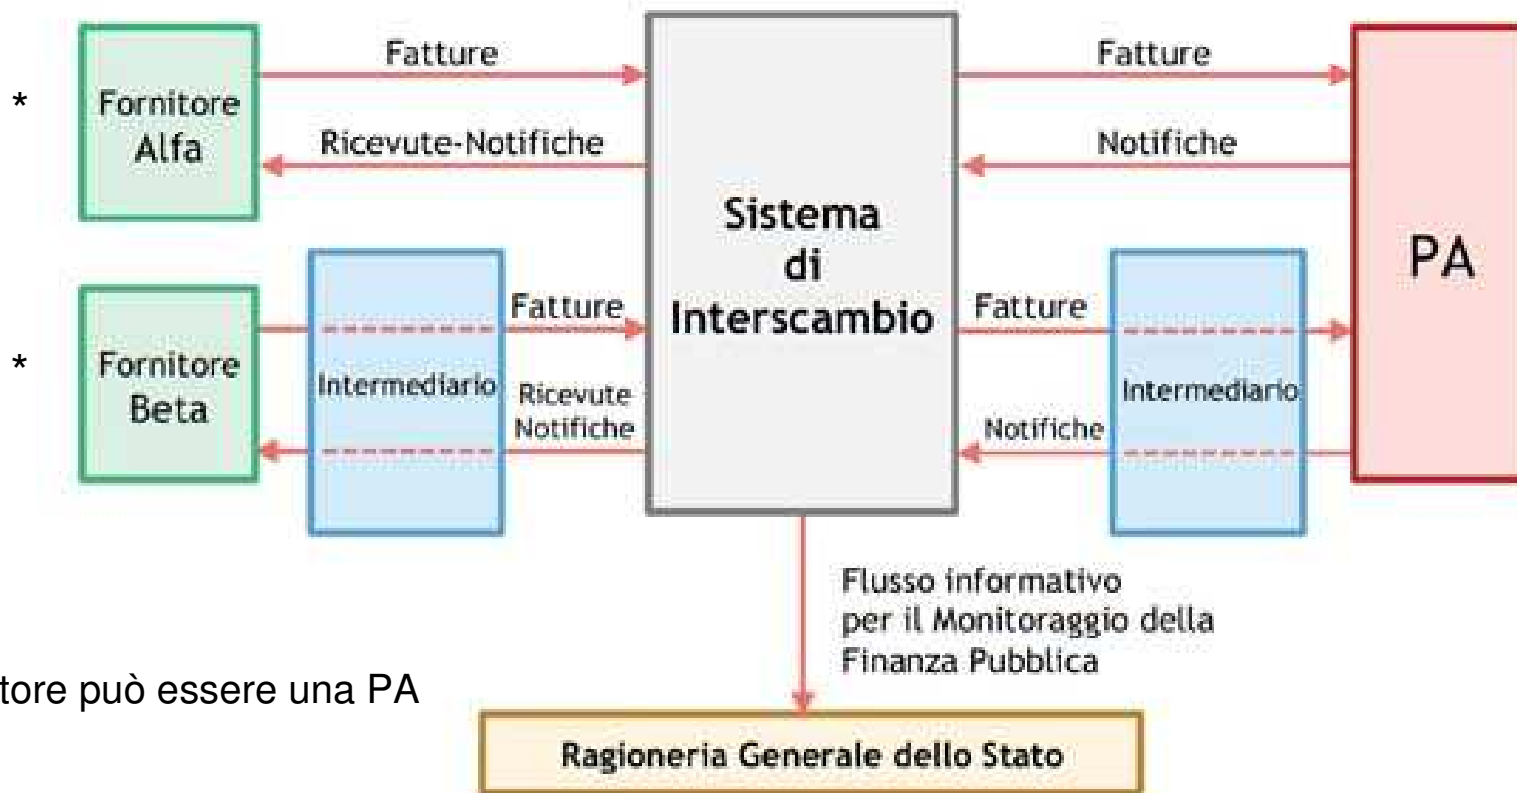 Fatture
Fatture
*
Fornitore
Alfa
Ricevute-Notifiche
Notifiche
Sistema
di
Interscambio
PA
Fatture
Fatture
*
Fornitore
Beta
Intermediario
Ricevute
Notifiche
Notifiche
Intermediario
Flusso informativo
per il Monitoraggio della
Finanza Pubblica
può essere una PA
Ragioneria Generale dello Stato